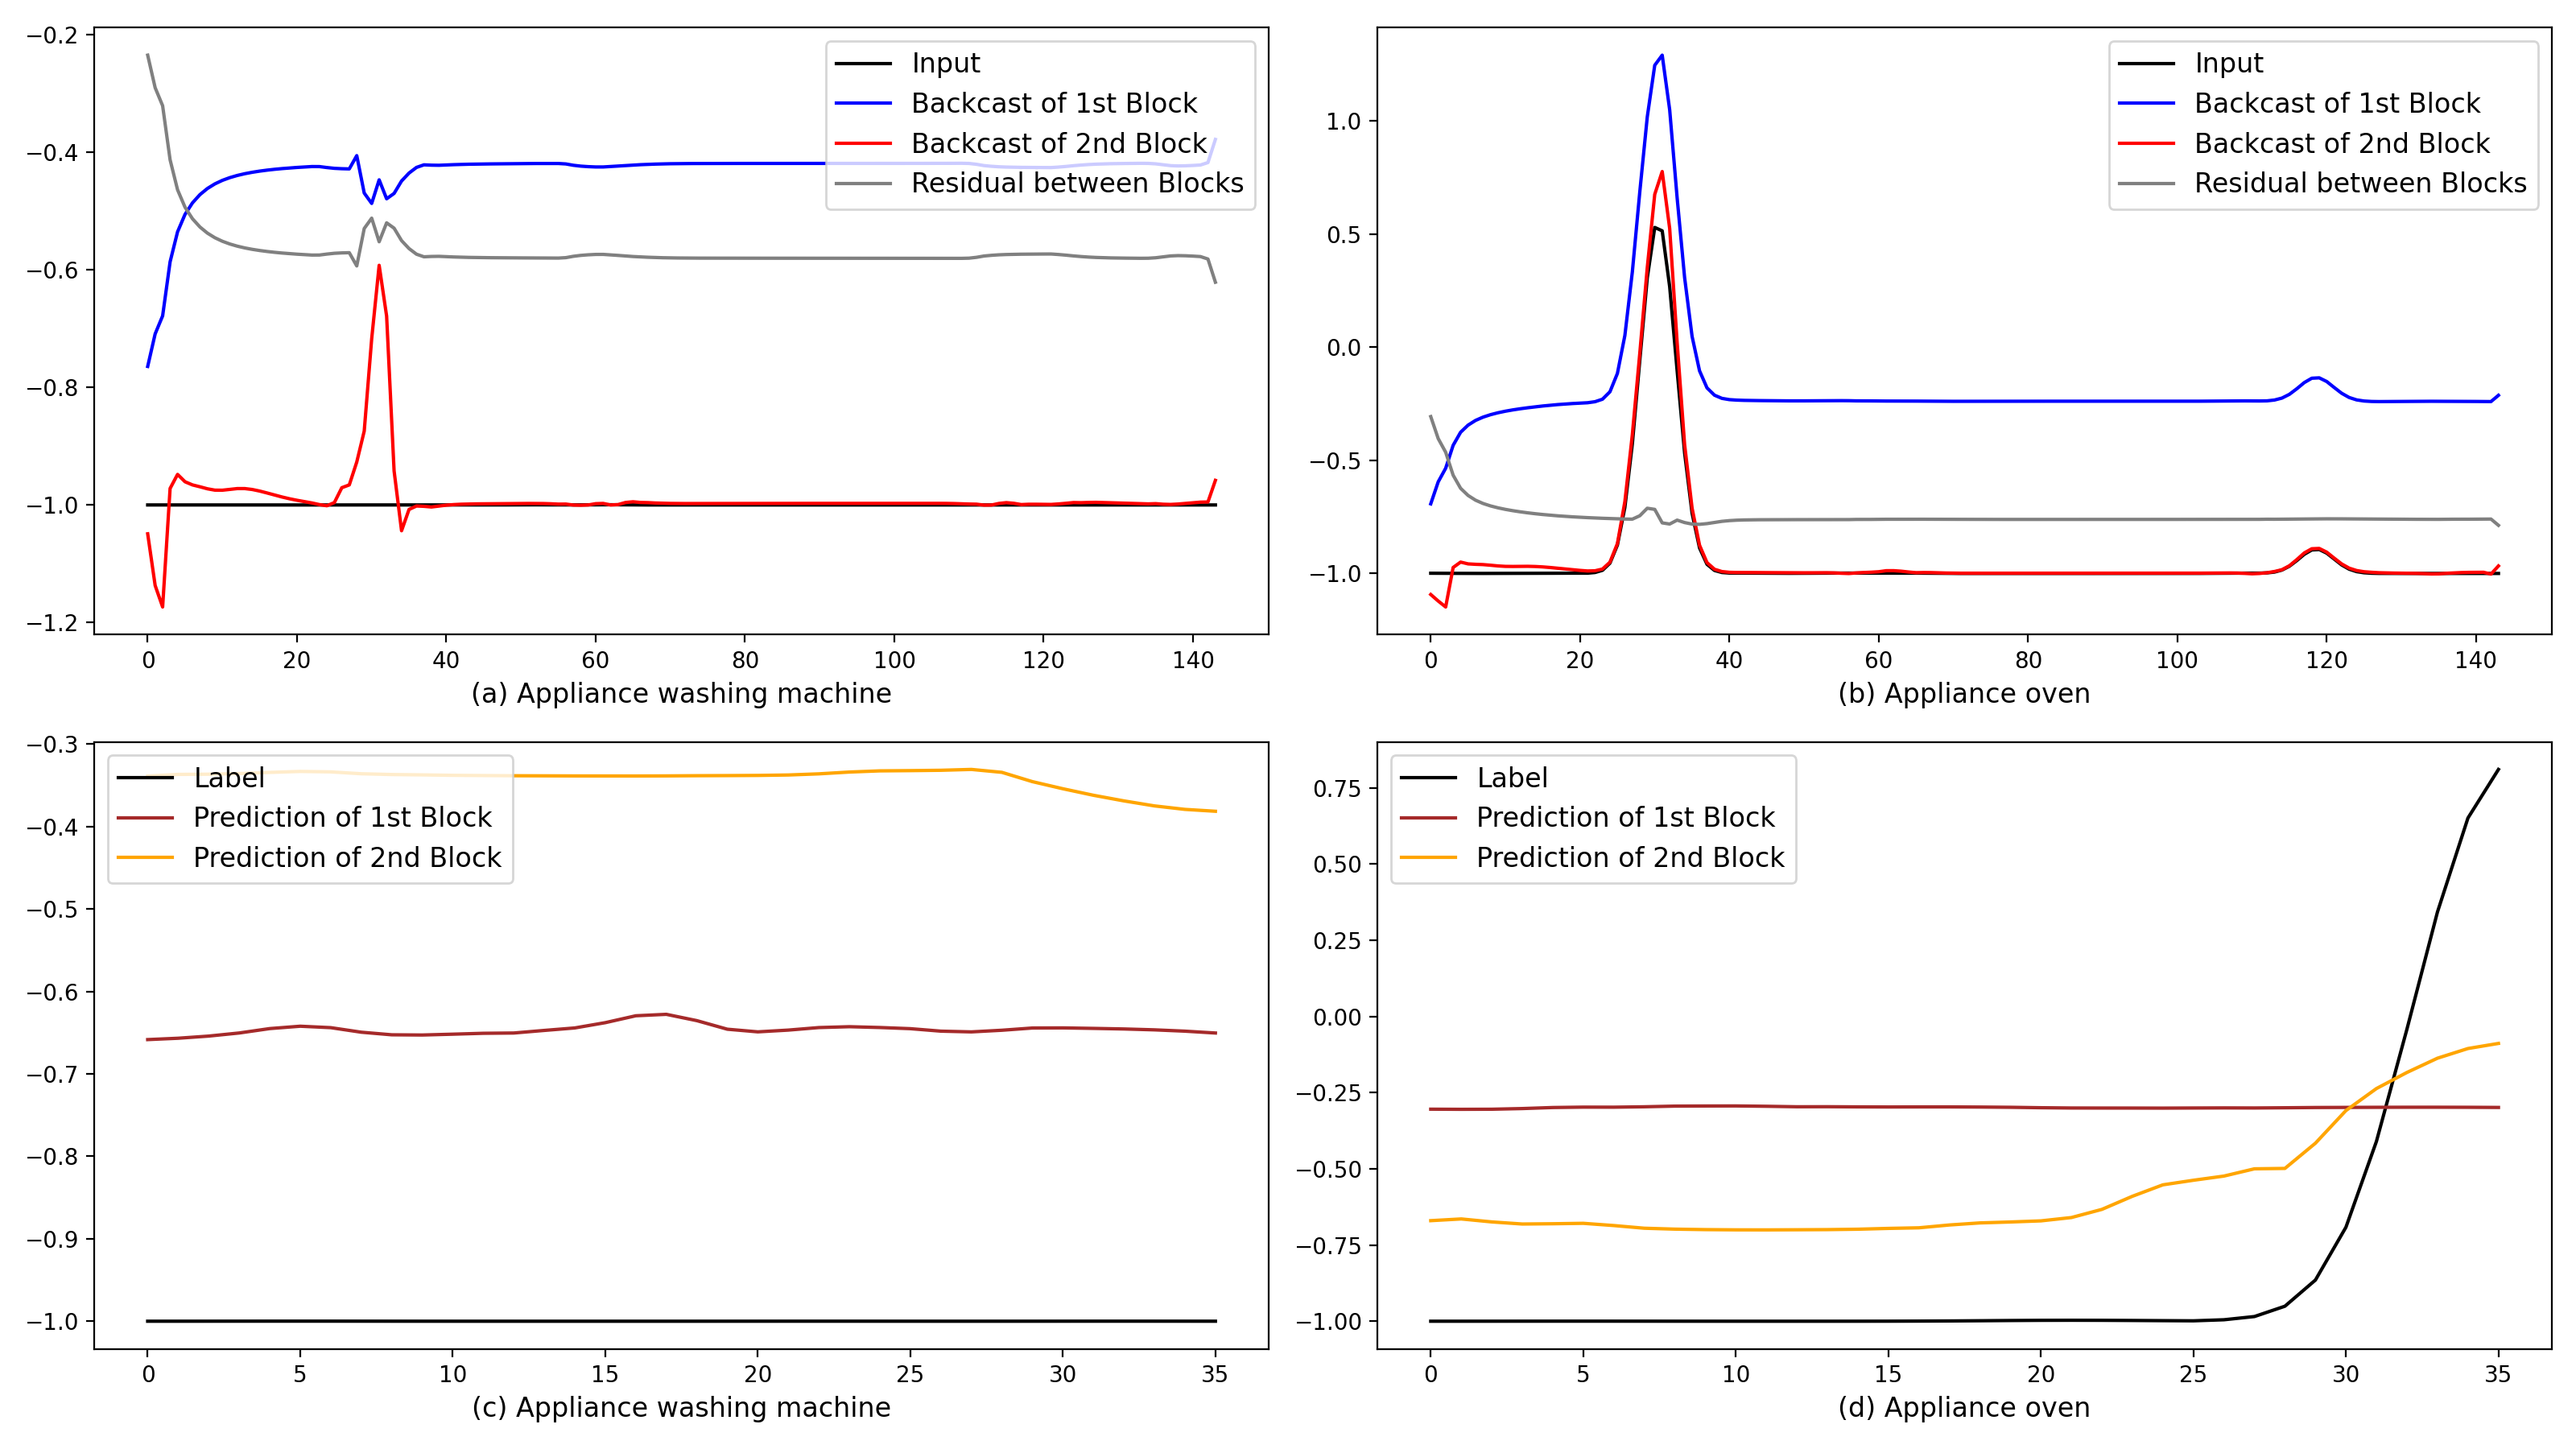 −0.2
−0.4
−0.6
−0.8
−1.0
−1.2
Input
Backcast of 1st Block
Backcast of 2nd Block
Residual between Blocks
0 20 40 60 80 100 120 140
(a) Appliance washing machine
1.0
0.5
0.0
−0.5
−1.0
Input
Backcast of 1st Block
Backcast of 2nd Block
Residual between Blocks
0 20 40 60 80 100 120 140
(b) Appliance oven
−0.3
−0.4
−0.5
−0.6
−0.7
−0.8
−0.9
−1.0
Label
Prediction of 1st Block
Prediction of 2nd Block
0 5 10 15 20 25 30 35
(c) Appliance washing machine
0.75
0.50
0.25
0.00
−0.25
−0.50
−0.75
−1.00
Label
Prediction of 1st Block
Prediction of 2nd Block
0 5 10 15 20 25 30 35
(d) Appliance oven